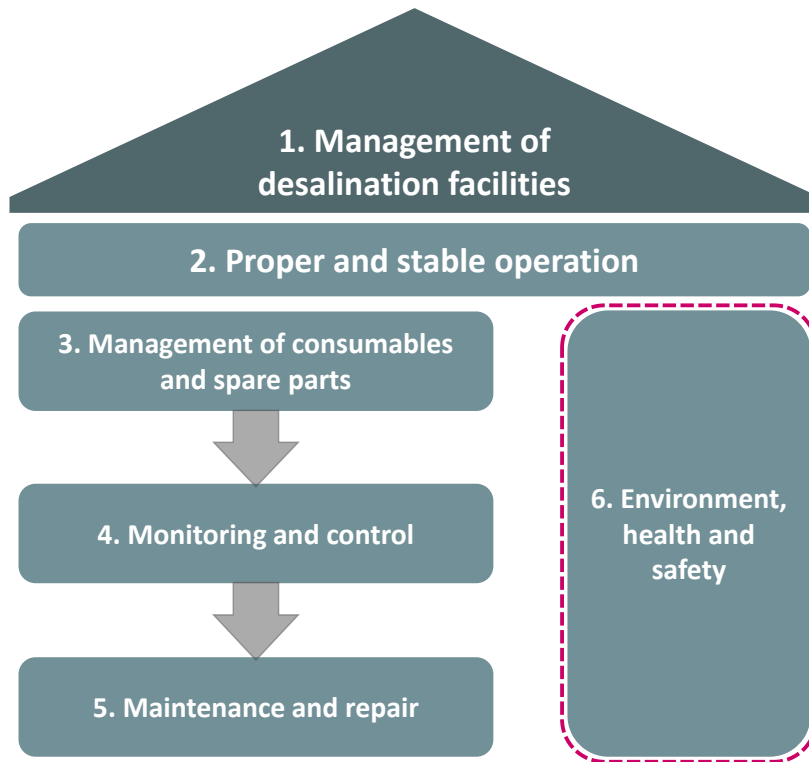 1. Management of
desalination facilities
2. Proper and stable operation
3. Management of consumables
and spare parts
4. Monitoring and control
5. Maintenance and repair
6. Environment,
health and
safety